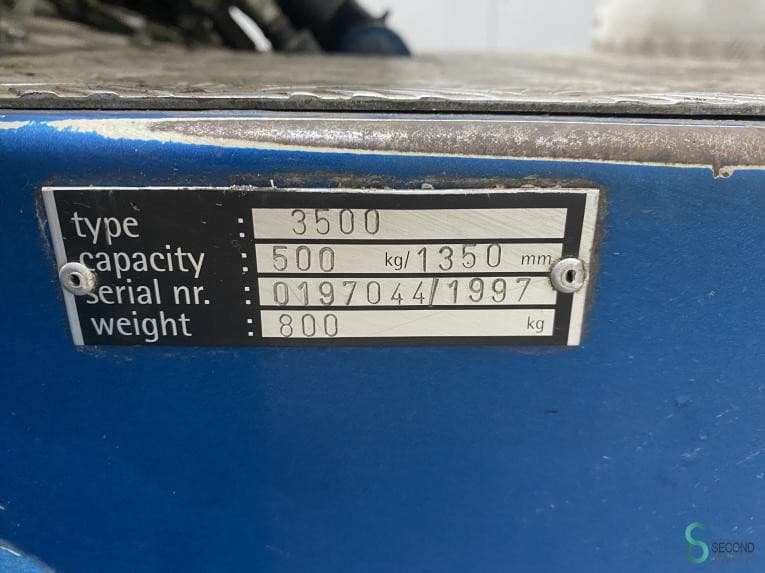 type : 3500
capacity : 500 kg/ 1350 mm
serial nr. : 0197044/1997
weight : 800 kg
SECOND